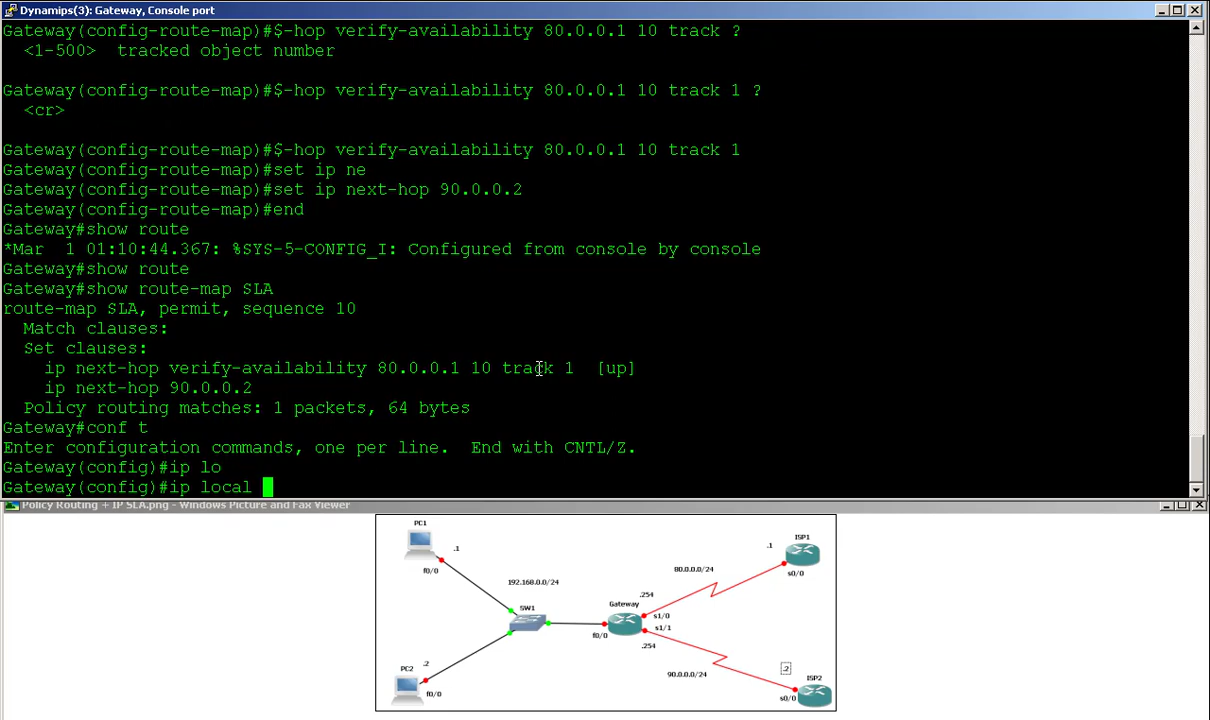 Dynamips(3): Gateway, Console port
Gateway(config-route-map)#$-hop verify-availability 80.0.0.1 10 track ?
  <1-500>  tracked object number
Gateway(config-route-map)#$-hop verify-availability 80.0.0.1 10 track 1 ?
  <cr>
Gateway(config-route-map)#$-hop verify-availability 80.0.0.1 10 track 1
Gateway(config-route-map)#set ip ne
Gateway(config-route-map)#set ip next-hop 90.0.0.2
Gateway(config-route-map)#end
Gateway#show route
*Mar  1 01:10:44.367: %SYS-5-CONFIG_I: Configured from console by console
Gateway#show route
Gateway#show route-map SLA
route-map SLA, permit, sequence 10
  Match clauses:
  Set clauses:
    ip next-hop verify-availability 80.0.0.1 10 track 1  [up]
    ip next-hop 90.0.0.2
  Policy routing matches: 1 packets, 64 bytes
Gateway#conf t
Enter configuration commands, one per line.  End with CNTL/Z.
Gateway(config)#ip lo
Gateway(config)#ip local
Policy Routing + IP SLA.png - Windows Picture and Fax Viewer
PC1
.1
f0/0
192.168.0.0/24
SW1
PC2
.2
f0/0
Gateway
f0/0
.254
s1/0
s1/1
.254
80.0.0.0/24
.1
ISP1
s0/0
90.0.0.0/24
.2
ISP2
s0/0